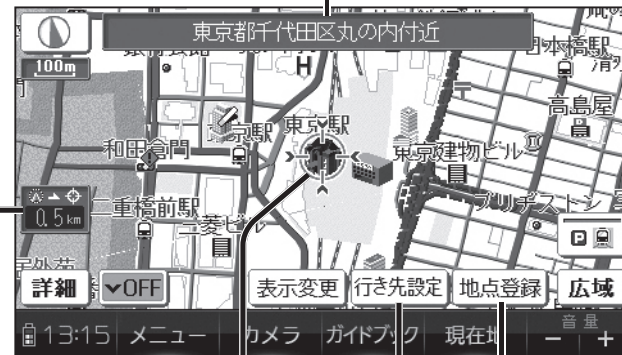 東京都千代田区丸の内付近
100m
日本橋駅
H
高島屋
京駅
東京駅
和田倉門
東京建物ビル
0.5km
二重橋前駅
三菱ビ
ブリヂストン
P
詳細
OFF
表示変更
行き先設定
地点登録
広域
13:15
メニュー
カメラ
ガイドブック
現在地
音量
− +